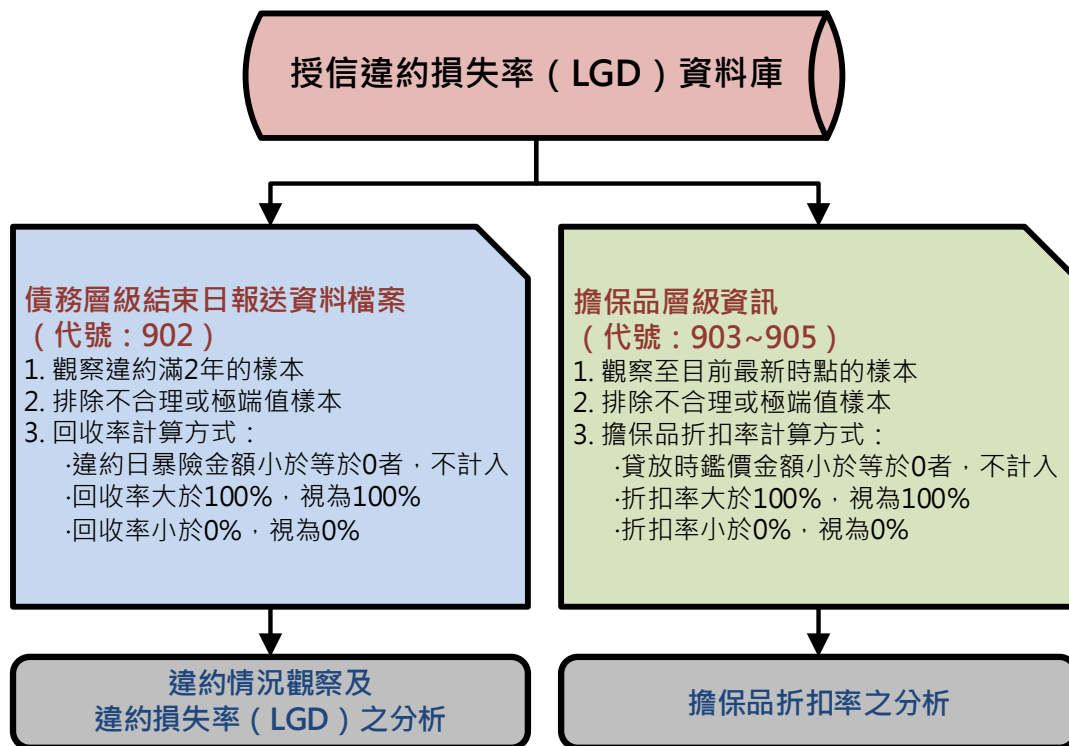 授信違約損失率（LGD）資料庫
債務層級結束日報送資料檔案
（代號：902）
1. 觀察違約滿2年的樣本
2. 排除不合理或極端值樣本
3. 回收率計算方式：
·違約日暴險金額小於等於0者，不計入
·回收率大於100%，視為100%
·回收率小於0%，視為0%
擔保品層級資訊
（代號：903~905）
1. 觀察至目前最新時點的樣本
2. 排除不合理或極端值樣本
3. 擔保品折扣率計算方式：
·貸放時鑑價金額小於等於0者，不計入
·折扣率大於100%，視為100%
·折扣率小於0%，視為0%
違約情況觀察及
違約損失率（LGD）之分析
擔保品折扣率之分析